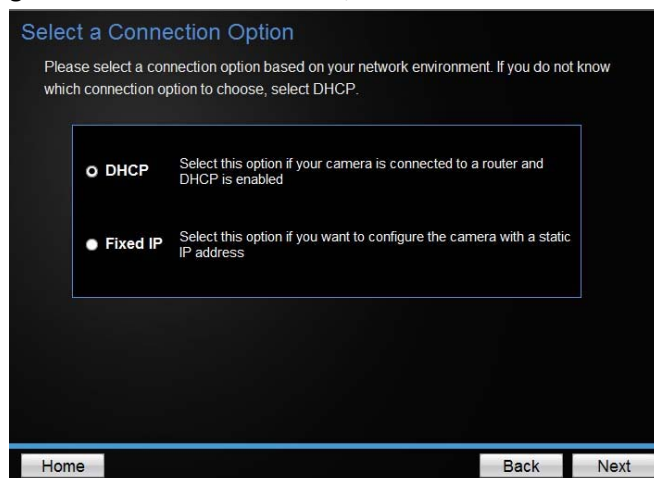 Select a Connection Option
Please select a connection option based on your network environment. If you do not know
which connection option to choose, select DHCP.
DHCP
Select this option if your camera is connected to a router and
DHCP is enabled
Fixed IP
Select this option if you want to configure the camera with a static
IP address
Home
Back
Next